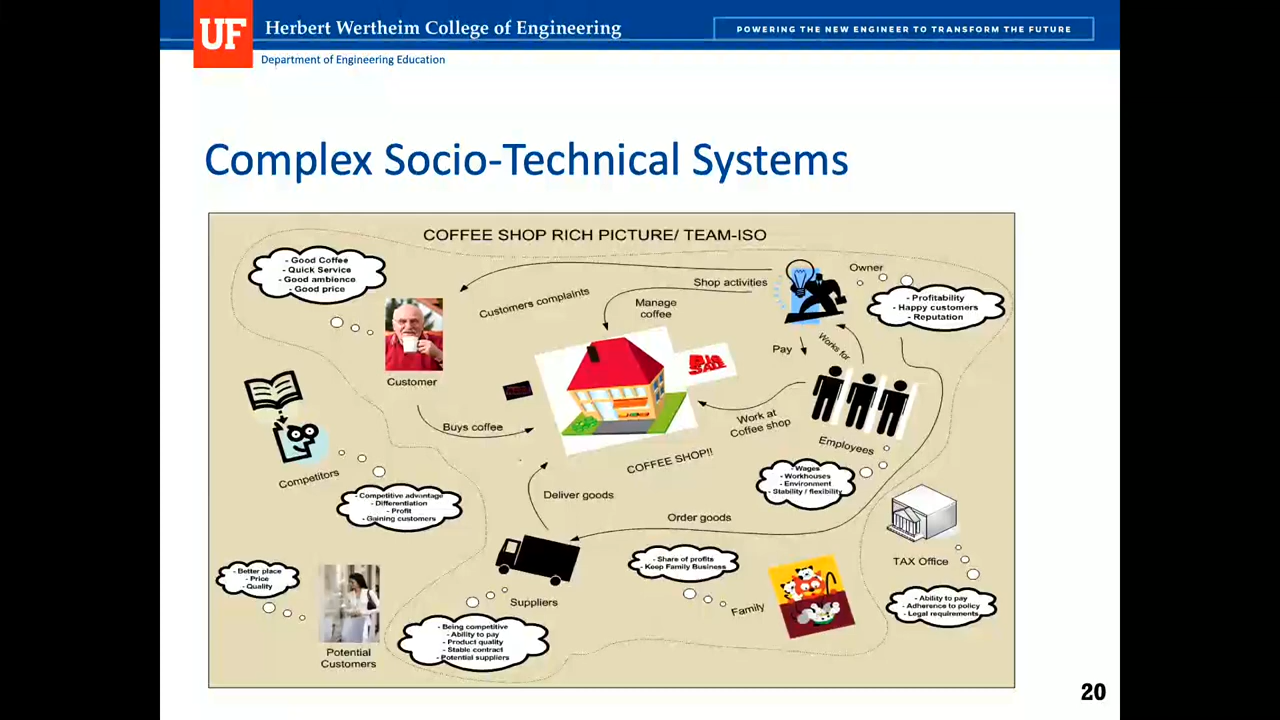 UF
Herbert Wertheim College of Engineering
POWERING THE NEW ENGINEER TO TRANSFORM THE FUTURE
Department of Engineering Education
Complex Socio-Technical Systems
COFFEE SHOP RICH PICTURE/ TEAM-ISO
- Good Coffee
- Quick Service
- Good ambience
- Good price
Customer
Customers complaints
Shop activities
Manage
coffee
Owner
- Profitability
- Happy customers
- Reputation
Pay
Works for
BIG
SALE
Buys coffee
Work at
Coffee shop
COFFEE SHOP!!
Employees
- Wages
- Workhouses
- Environment
- Stability / flexibility
Competitors
- Competitive advantage
- Differentiation
- Profit
- Gaining customers
Deliver goods
Order goods
TAX Office
- Ability to pay
- Adherence to policy
- Legal requirements
- Better place
- Price
- Quality
Potential
Customers
Suppliers
- Being competitive
- Ability to pay
- Product quality
- Stable contract
- Potential suppliers
- Share of profits
- Keep Family Business
Family
20